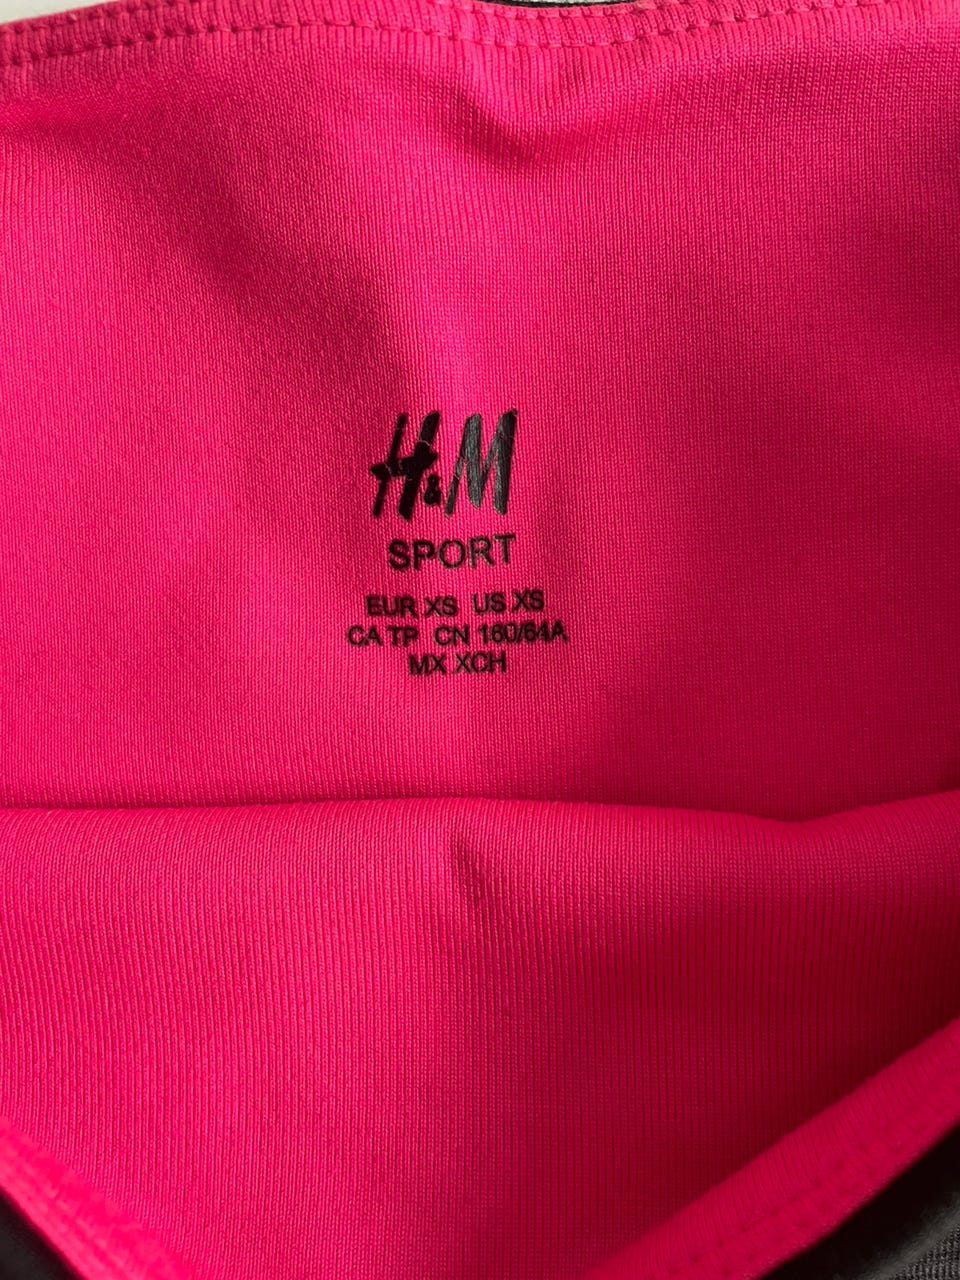 H&M
SPORT
EUR XS US XS
CA TP CN 160/64A
MX XCH